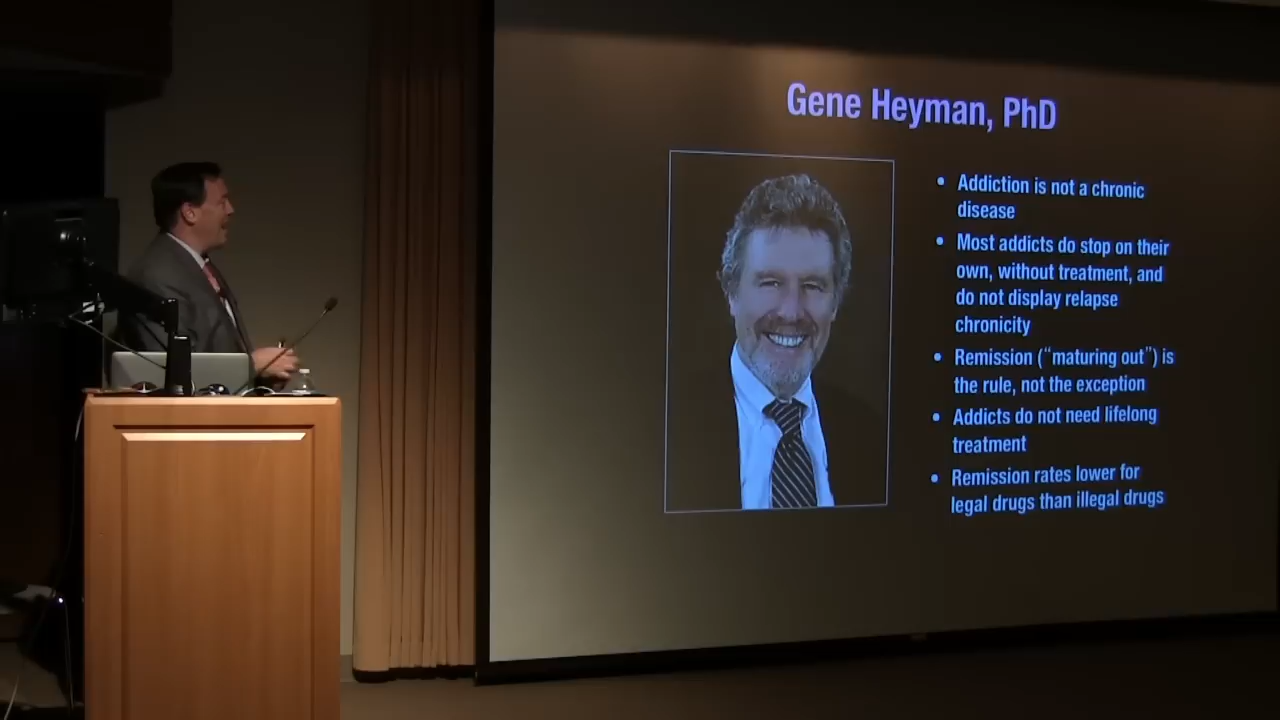 Gene Heyman, PhD
• Addiction is not a chronic
disease
• Most addicts do stop on their
own, without treatment, and
do not display relapse
chronicity
• Remission (“maturing out”) is
the rule, not the exception
• Addicts do not need lifelong
treatment
• Remission rates lower for
legal drugs than illegal drugs